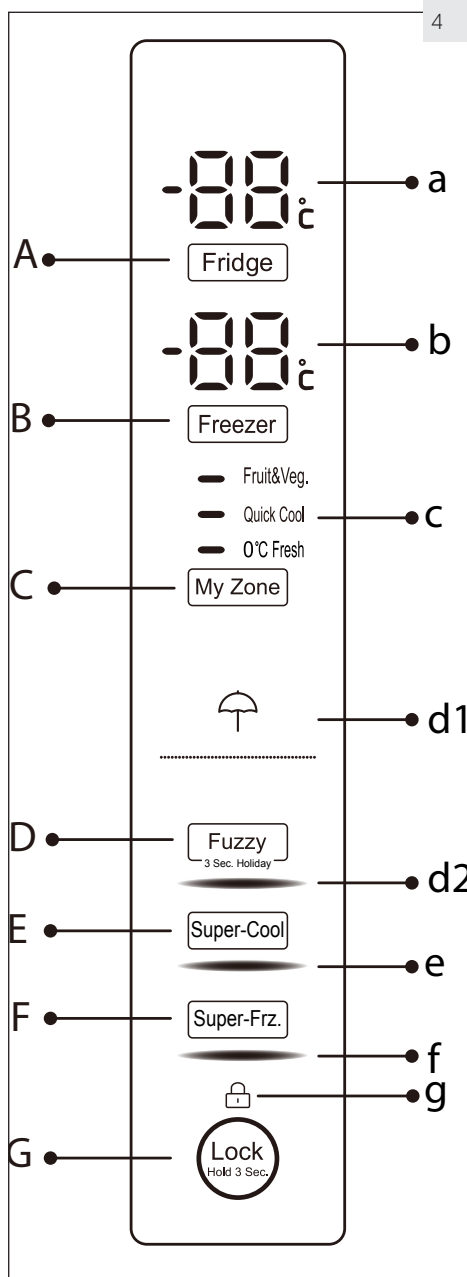 4
-88°c
a
A
Fridge
-88°c
b
B
Freezer
Fruit&Veg.
Quick Cool
c
0°C Fresh
C
My Zone
d1
D
Fuzzy
3 Sec. Holiday
d2
E
Super-Cool
e
F
Super-Frz.
f
g
G
Lock
Hold 3 Sec.